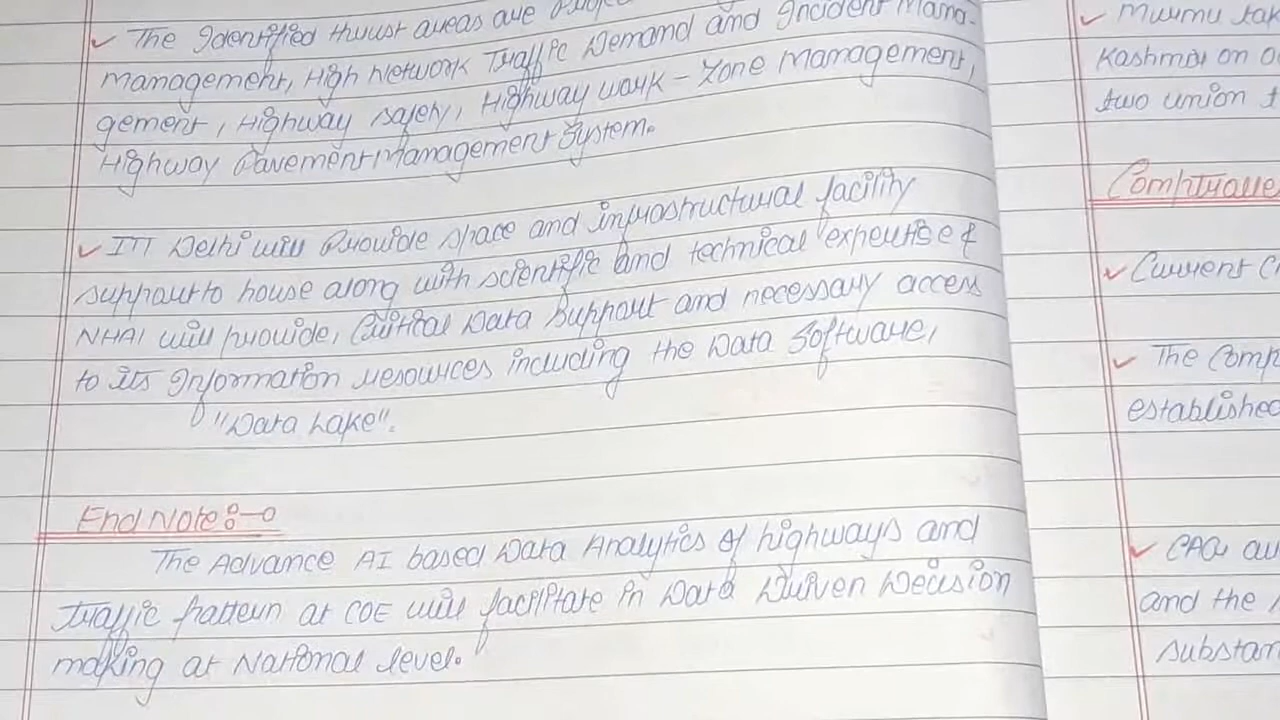 ✓ The Identified thrust areas are
management, High Network Traffic Demand and Incident Mana-
gement, Highway safety, Highway work-zone Management,
Highway Pavement Management System.
✓ IIT Delhi will Provide space and infrastructural facility
support to house along with scientific and technical expertise &
NHAI will provide, Critical Data Support and necessary access
to its Information resources including the Data Software,
"Data Lake".
End Note:-
The Advance AI based Data Analytics of highways and
traffic pattern at COE will facilitate in Data Driven Decision
making at National level.
✓ Murmu
Kashmir on
two union
Comptrolle
✓ Current
✓ The Comp
established
✓ CAG
and the
substan